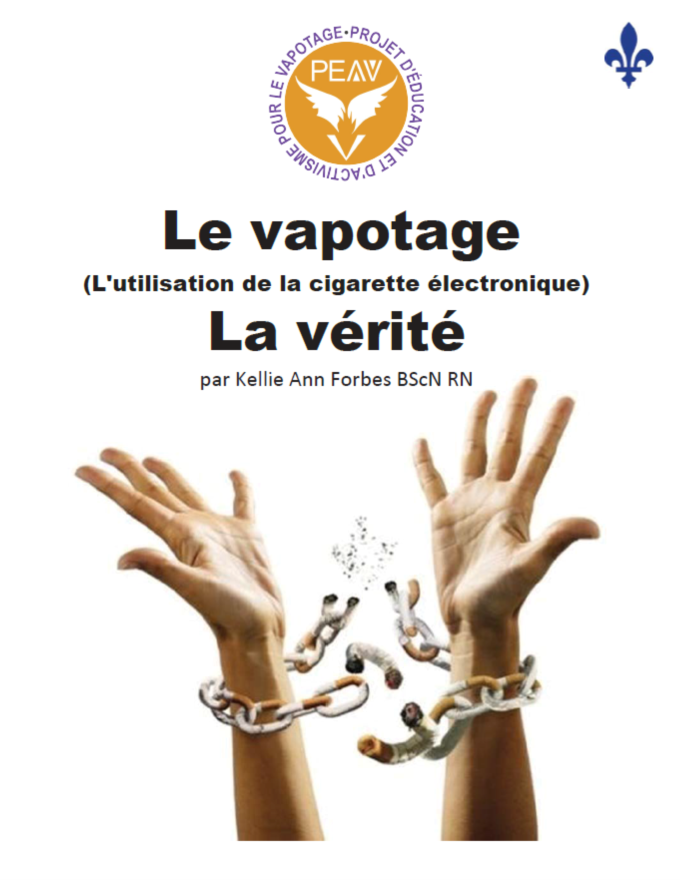 POUR LE VAPOTAGE•PROJET D'ÉDUCATION ET D'ACTIVISME
PEAV
Le vapotage
(L'utilisation de la cigarette électronique)
La vérité
par Kellie Ann Forbes BScN RN